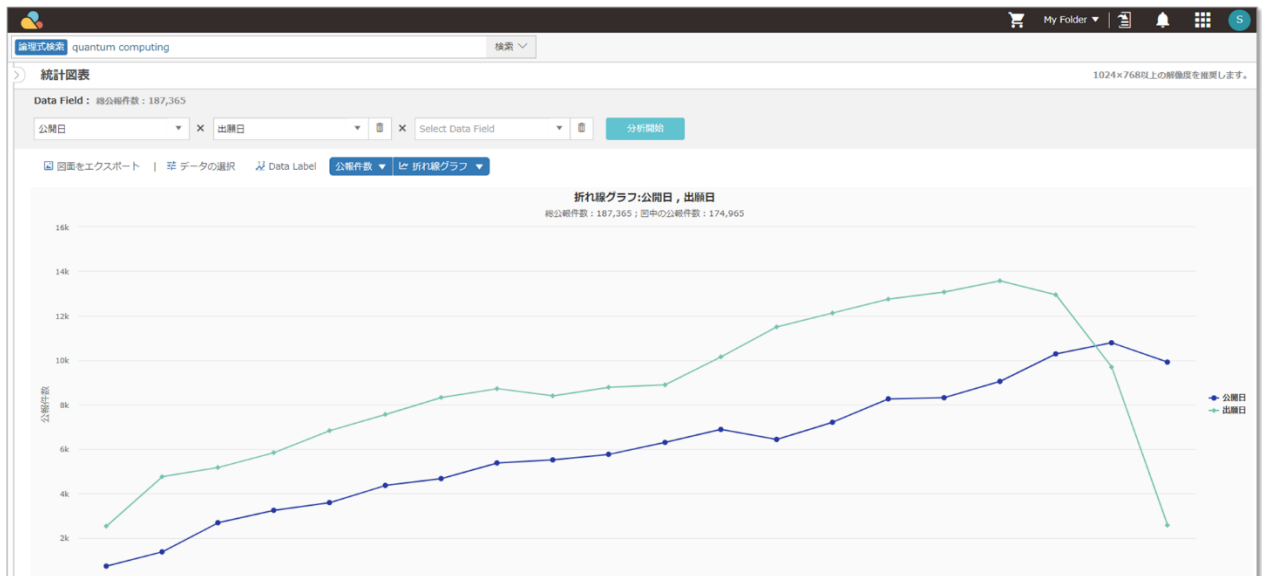 My Folder ▼
S
論理式検索 quantum computing 検索
統計図表
1024×768以上の解像度を推奨します。
Data Field : 総公報件数 : 187,365
公開日 ▼ × 出願日 ▼ × Select Data Field ▼ 分析開始
図面をエクスポート | データの選択 Data Label 公報件数 ▼ 折れ線グラフ ▼
折れ線グラフ:公開日 , 出願日
総公報件数 : 187,365 ; 図中の公報件数 : 174,965
16k
14k
12k
10k
8k
6k
4k
2k
公報件数
公開日
出願日